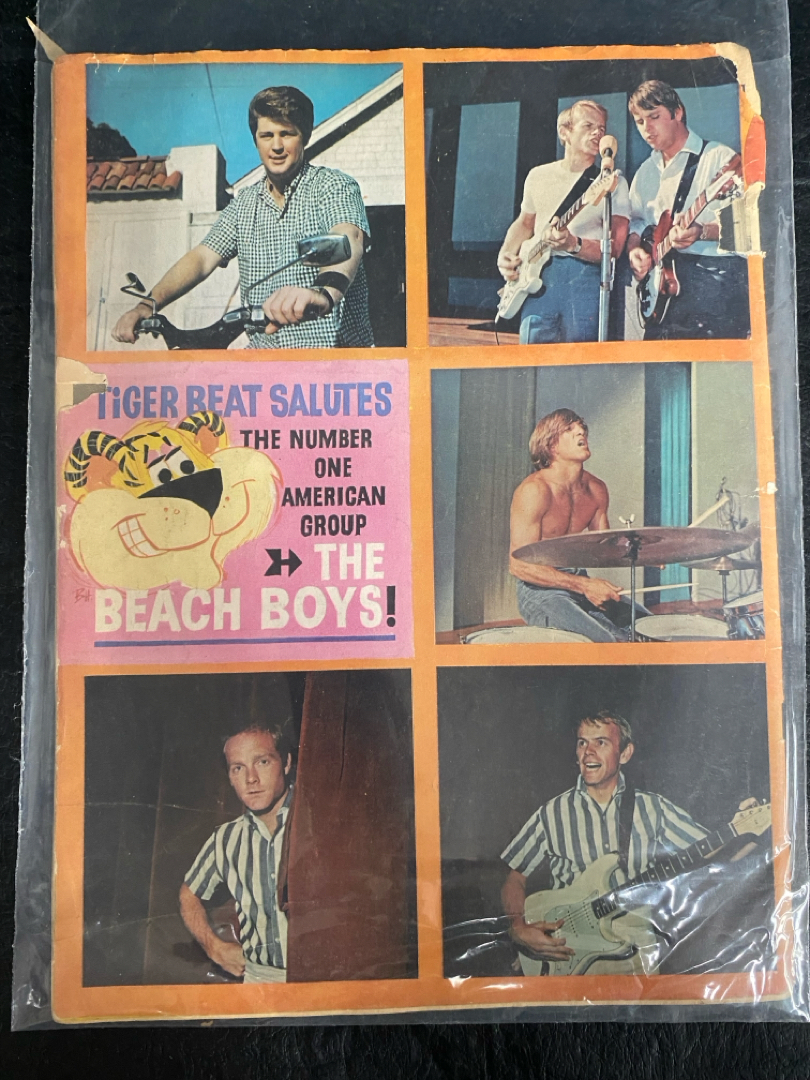 TiGER BEAT SALUTES
THE NUMBER
ONE
AMERICAN
GROUP
THE
BEACH BOYS!
B.H.